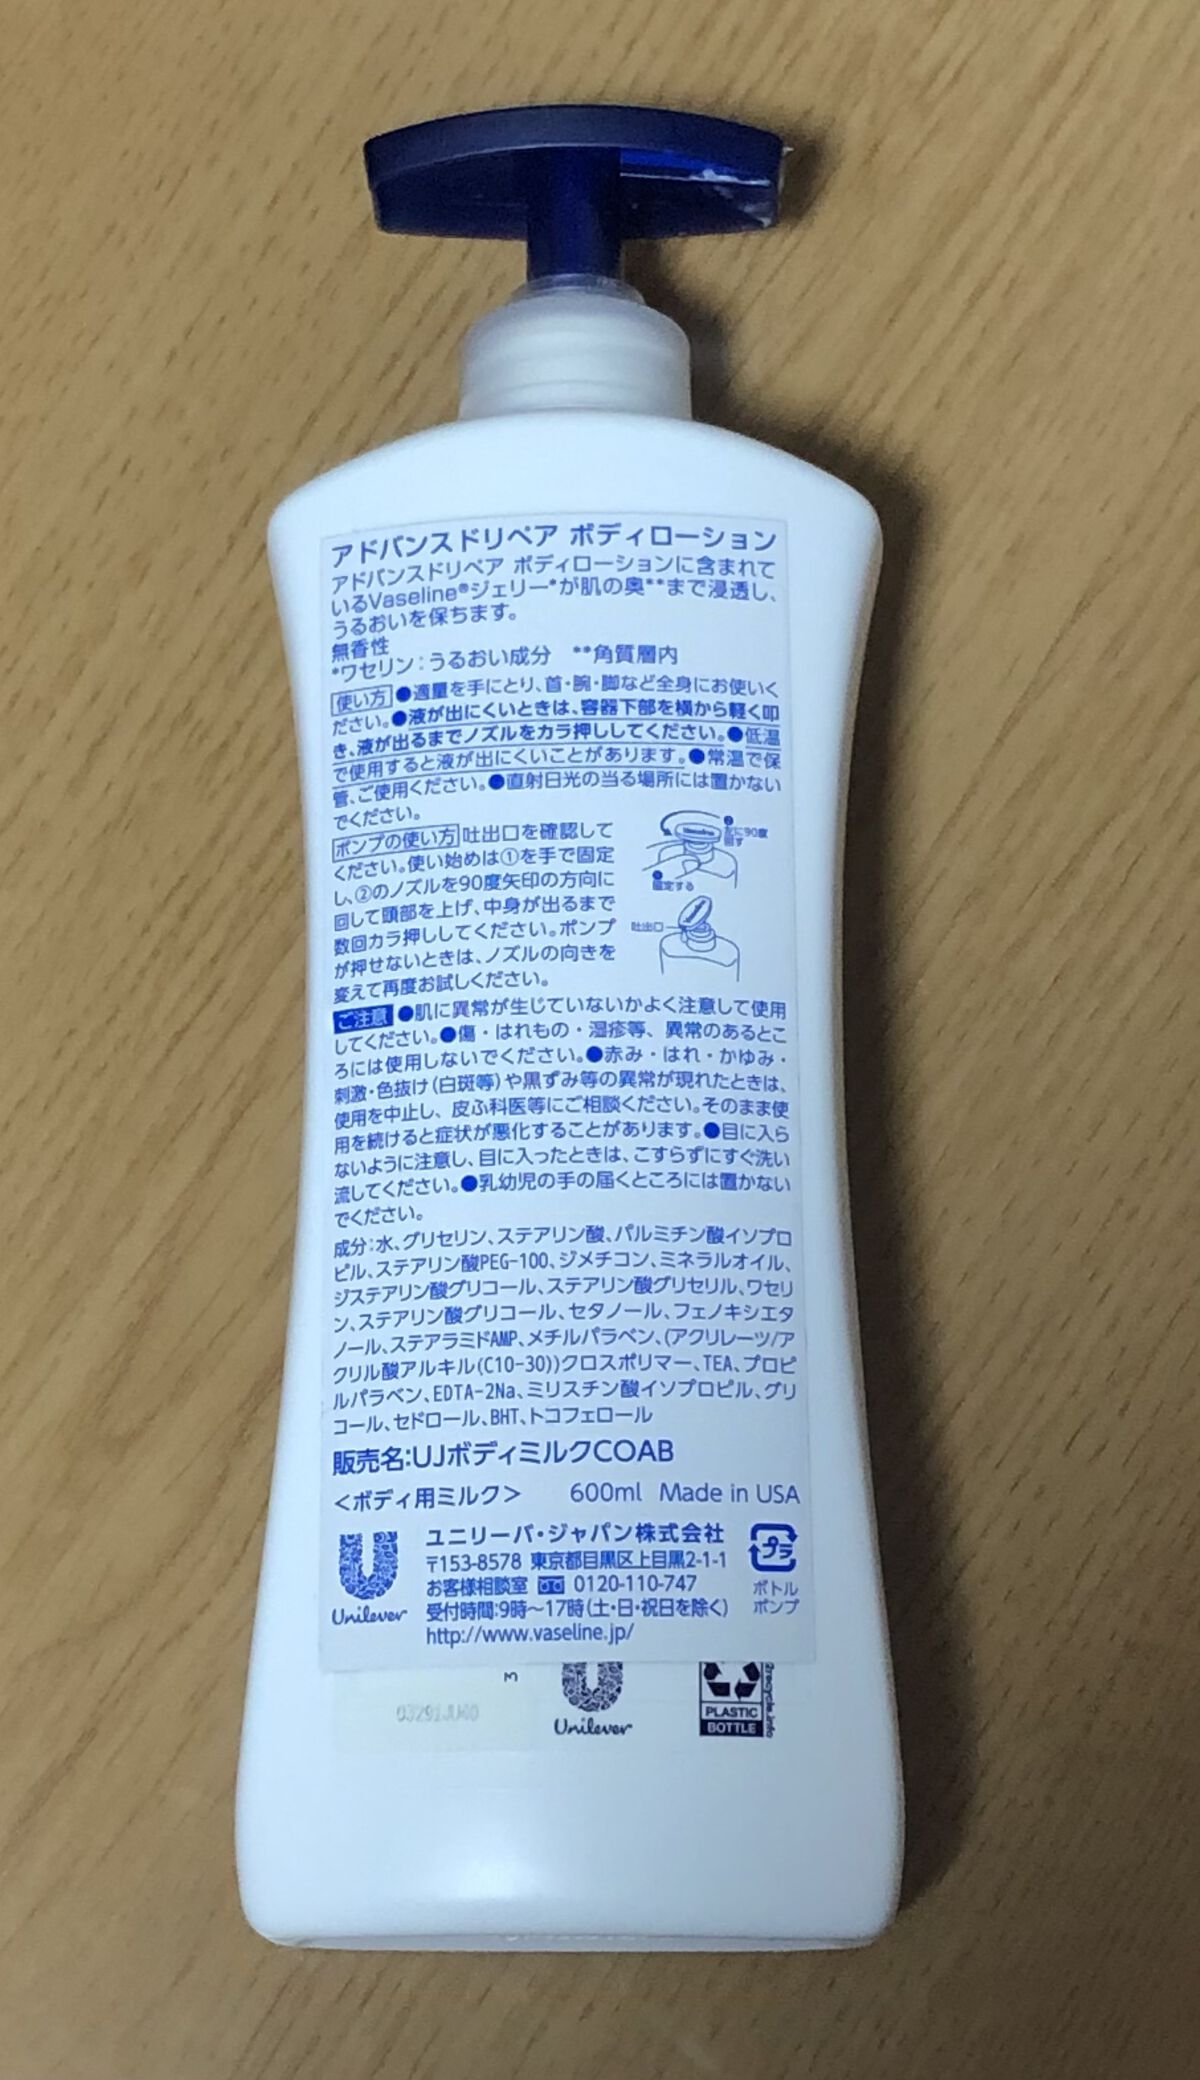 アドバンスドリペア ボディローション
アドバンスドリペア ボディローションに含まれて
いるVaseline®ジェリー*が肌の奥**まで浸透し、
うるおいを保ちます。
無香性
*ワセリン：うるおい成分 **角質層内
使い方 ●適量を手にとり、首・腕・脚など全身にお使いく
ださい。●液が出にくいときは、容器下部を横から軽く叩
き、液が出るまでノズルをカラ押ししてください。●低温
で使用すると液が出にくいことがあります。●常温で保
管、ご使用ください。●直射日光の当る場所には置かない
でください。
ポンプの使い方 吐出口を確認して
ください。使い始めは①を手で固定
し、②のノズルを90度矢印の方向に
回して頭部を上げ、中身が出るまで
数回カラ押ししてください。ポンプ
が押せないときは、ノズルの向きを
変えて再度お試しください。
左に90度
回す
固定する
吐出口
ご注意 ●肌に異常が生じていないかよく注意して使用
してください。●傷・はれもの・湿疹等、異常のあるとこ
ろには使用しないでください。●赤み・はれ・かゆみ・
刺激・色抜け（白斑等）や黒ずみ等の異常が現れたときは、
使用を中止し、皮ふ科医等にご相談ください。そのまま使
用を続けると症状が悪化することがあります。●目に入ら
ないように注意し、目に入ったときは、こすらずにすぐ洗い
流してください。●乳幼児の手の届くところには置かない
でください。
成分：水、グリセリン、ステアリン酸、パルミチン酸イソプロ
ピル、ステアリン酸PEG-100、ジメチコン、ミネラルオイル、
ジステアリン酸グリコール、ステアリン酸グリセリル、ワセリ
ン、ステアリン酸グリコール、セタノール、フェノキシエタ
ノール、ステアラミドAMP、メチルパラベン、(アクリレーツ/ア
クリル酸アルキル(C10-30))クロスポリマー、TEA、プロピ
ルパラベン、EDTA-2Na、ミリスチン酸イソプロピル、グリ
コール、セドロール、BHT、トコフェロール
販売名：UJボディミルクCOAB
＜ボディ用ミルク＞ 600ml Made in USA
Unilever
ユニリーバ・ジャパン株式会社
〒153-8578 東京都目黒区上目黒2-1-1
お客様相談室 0120-110-747
受付時間：9時〜17時（土・日・祝日を除く）
http://www.vaseline.jp/
プラ
ボトル
ポンプ
3
Unilever
PLASTIC
BOTTLE
2recycle.info